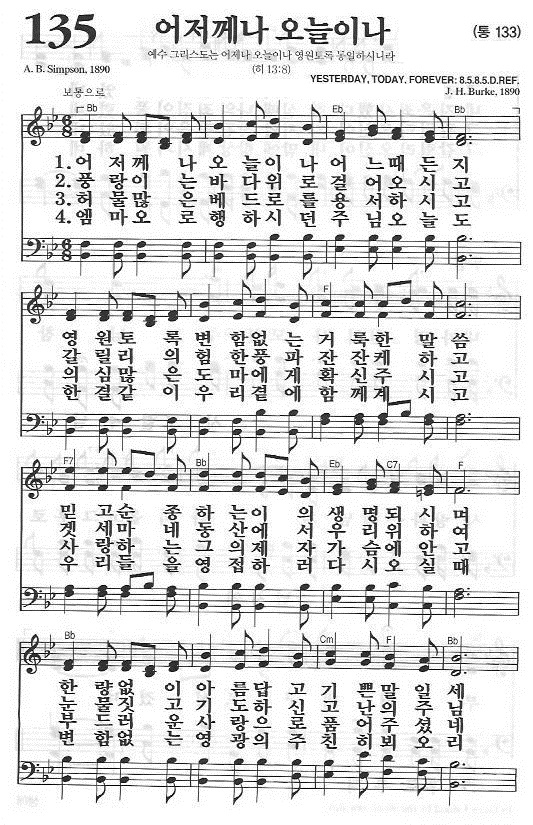 135
어저께나 오늘이나
(통 133)
예수 그리스도는 어제나 오늘이나 영원토록 동일하시니라
(히 13:8)
A. B. Simpson, 1890
YESTERDAY, TODAY, FOREVER: 8.5.8.5.D.REF.
J. H. Burke, 1890
보통으로
Bb Eb Bb
1. 어 저 께 나 오 늘 이 나 어 느 때 든 지
2. 풍 랑 이 는 바 다 위 로 걸 어 오 시 고
3. 허 물 많 은 베 드 로 를 용 서 하 시 고
4. 엠 마 오 로 행 하 시 던 주 님 오 늘 도
F
영 원 토 록 변 함 없 는 거 룩 한 말 씀
갈 릴 리 의 험 한 풍 파 잔 잔 케 하 고
의 심 많 은 도 마 에 게 확 신 주 시 고
한 결 같 이 우 리 곁 에 함 께 계 시 고
F7 Bb Eb C7 F
믿 고 순 종 하 는 이 의 생 명 되 시 며
겟 세 마 네 동 산 에 서 우 리 위 하 여
사 랑 하 는 그 의 제 자 가 슴 에 안 고
우 리 들 을 영 접 하 러 다 시 오 실 때
Bb Cm F Bb
한 량 없 이 아 름 답 고 기 쁜 말 일 세
눈 물 짓 고 기 도 하 신 고 난 의 주 님
부 드 러 운 사 랑 으 로 품 어 주 셨 네
변 함 없 는 영 광 의 주 친 히 뵈 오 리